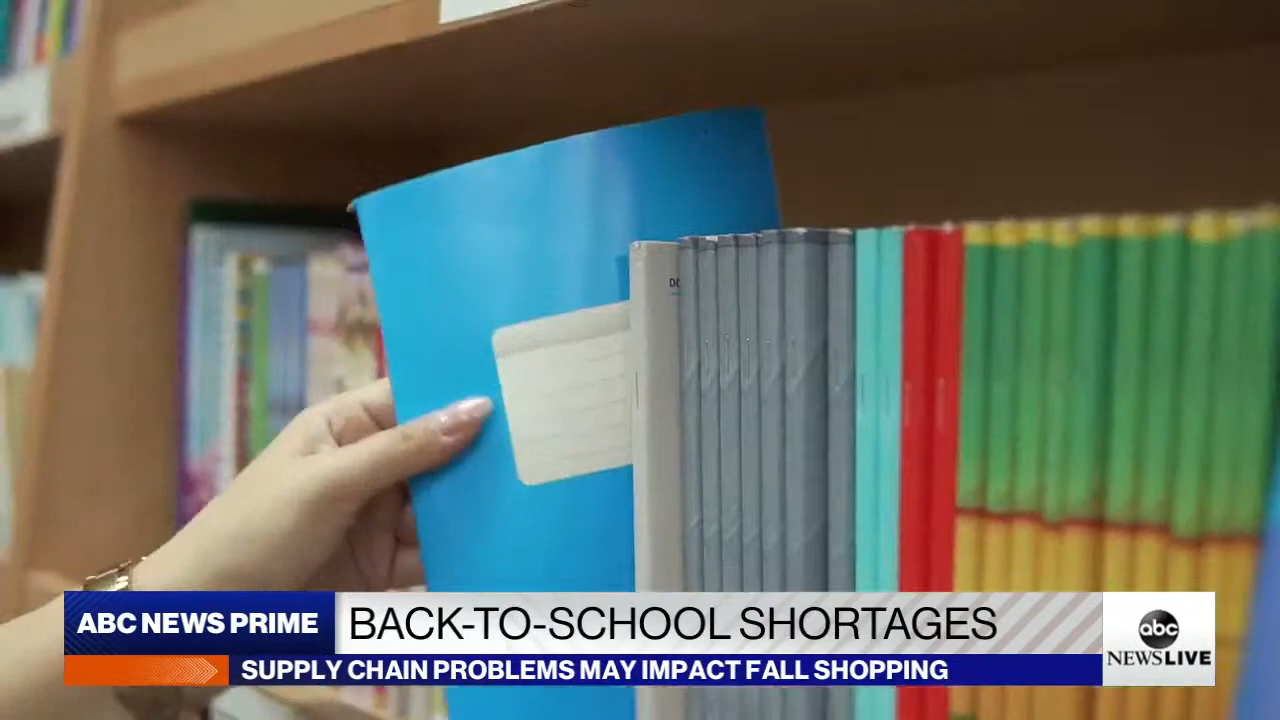 ABC NEWS PRIME
BACK-TO-SCHOOL SHORTAGES
SUPPLY CHAIN PROBLEMS MAY IMPACT FALL SHOPPING
abc
NEWS LIVE